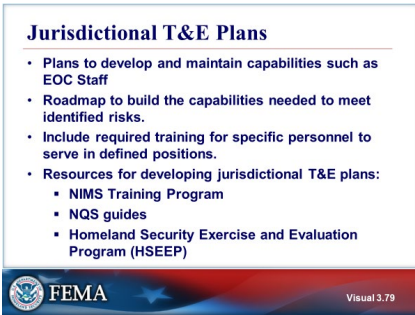 Jurisdictional T&E Plans
• Plans to develop and maintain capabilities such as
EOC Staff
• Roadmap to build the capabilities needed to meet
identified risks.
• Include required training for specific personnel to
serve in defined positions.
• Resources for developing jurisdictional T&E plans:
▪ NIMS Training Program
▪ NQS guides
▪ Homeland Security Exercise and Evaluation
Program (HSEEP)
FEMA
Visual 3.79